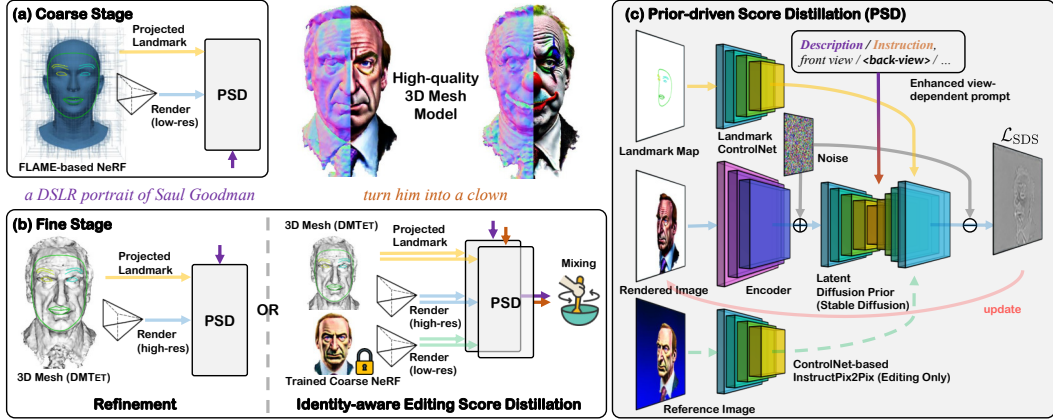 (a) Coarse Stage
Projected
Landmark
PSD
Render
(low-res)
FLAME-based NeRF
High-quality
3D Mesh
Model
a DSLR portrait of Saul Goodman
turn him into a clown
(b) Fine Stage
Projected
Landmark
PSD
Render
(high-res)
3D Mesh (DMTET)
Refinement
OR
3D Mesh (DMTET)
Projected
Landmark
PSD
Mixing
Render
(high-res)
Render
(low-res)
Trained Coarse NeRF
Identity-aware Editing Score Distillation
(c) Prior-driven Score Distillation (PSD)
Description / Instruction,
front view / <back-view> / ...
Enhanced view-
dependent prompt
Landmark Map
Landmark
ControlNet
Noise
ℒSDS
Rendered Image
Encoder
Latent
Diffusion Prior
(Stable Diffusion)
update
ControlNet-based
InstructPix2Pix (Editing Only)
Reference Image